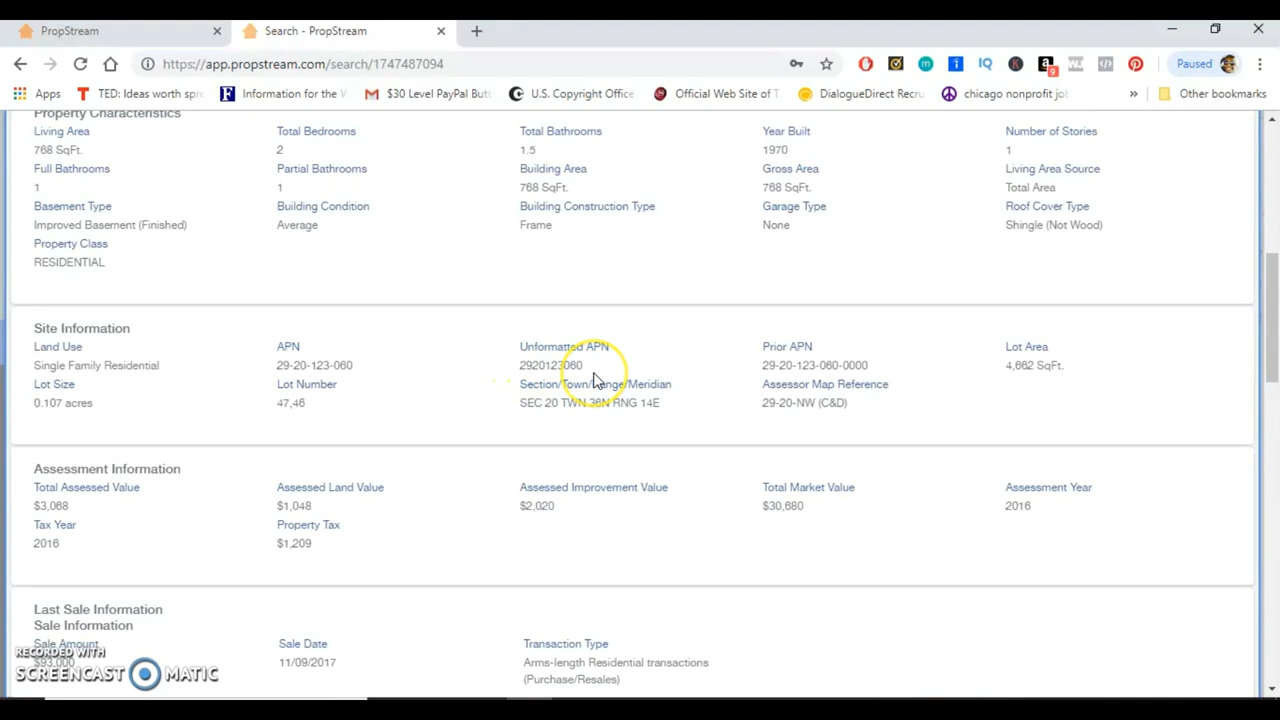 PropStream
Search - PropStream
https://app.propstream.com/search/1747487094
Paused
Apps TED: Ideas worth spre Information for the W $30 Level PayPal Butt U.S. Copyright Office Official Web Site of T DialogueDirect Recru chicago nonprofit job » Other bookmarks
Property Characteristics
Living Area Total Bedrooms Total Bathrooms Year Built Number of Stories
768 SqFt. 2 1.5 1970 1
Full Bathrooms Partial Bathrooms Building Area Gross Area Living Area Source
1 1 768 SqFt. 768 SqFt. Total Area
Basement Type Building Condition Building Construction Type Garage Type Roof Cover Type
Improved Basement (Finished) Average Frame None Shingle (Not Wood)
Property Class
RESIDENTIAL
Site Information
Land Use APN Unformatted APN Prior APN Lot Area
Single Family Residential 29-20-123-060 2920123060 29-20-123-060-0000 4,662 SqFt.
Lot Size Lot Number Section/Town/Range/Meridian Assessor Map Reference
0.107 acres 47,46 SEC 20 TWN 36N RNG 14E 29-20-NW (C&D)
Assessment Information
Total Assessed Value Assessed Land Value Assessed Improvement Value Total Market Value Assessment Year
$3,068 $1,048 $2,020 $30,680 2016
Tax Year Property Tax
2016 $1,209
Last Sale Information
Sale Information
Sale Amount Sale Date Transaction Type
$93,000 11/09/2017 Arms-length Residential transactions
(Purchase/Resales)
RECORDED WITH
SCREENCAST MATIC